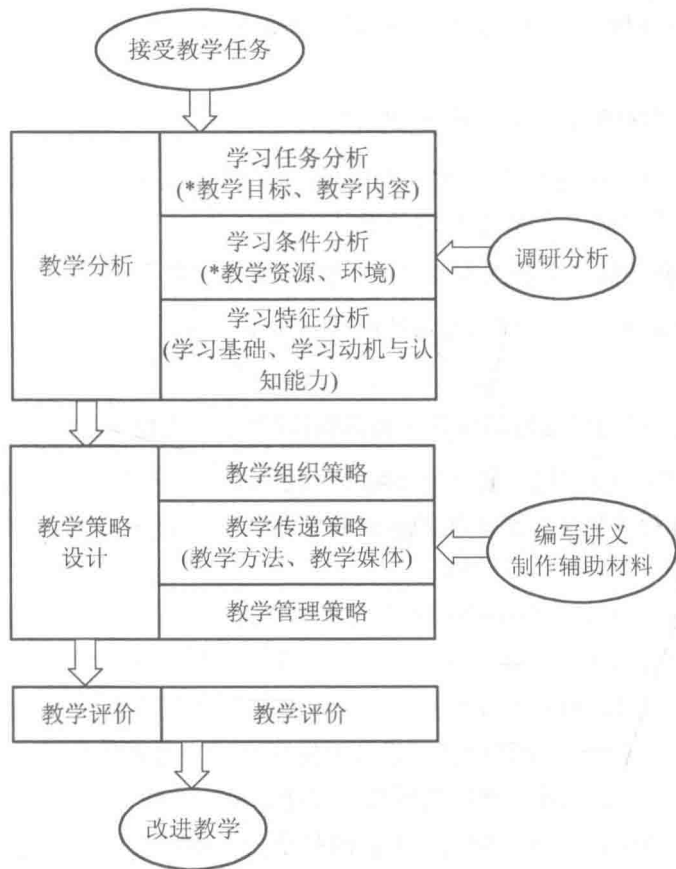 接受教学任务
学习任务分析
(*教学目标、教学内容)
教学分析
学习条件分析
(*教学资源、环境)
调研分析
学习特征分析
(学习基础、学习动机与认
知能力)
教学组织策略
教学策略
设计
教学传递策略
(教学方法、教学媒体)
编写讲义
制作辅助材料
教学管理策略
教学评价
教学评价
改进教学